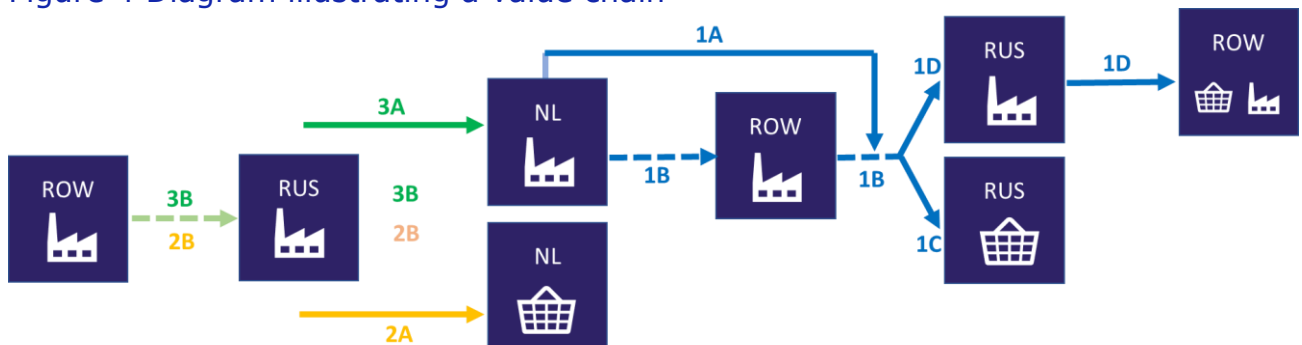 Figure 4 Diagram illustrating a value chain
1A
RUS
1D
1D
ROW
3A
NL
ROW
1B
1B
ROW
3B
2B
RUS
3B
2B
RUS
1C
NL
2A